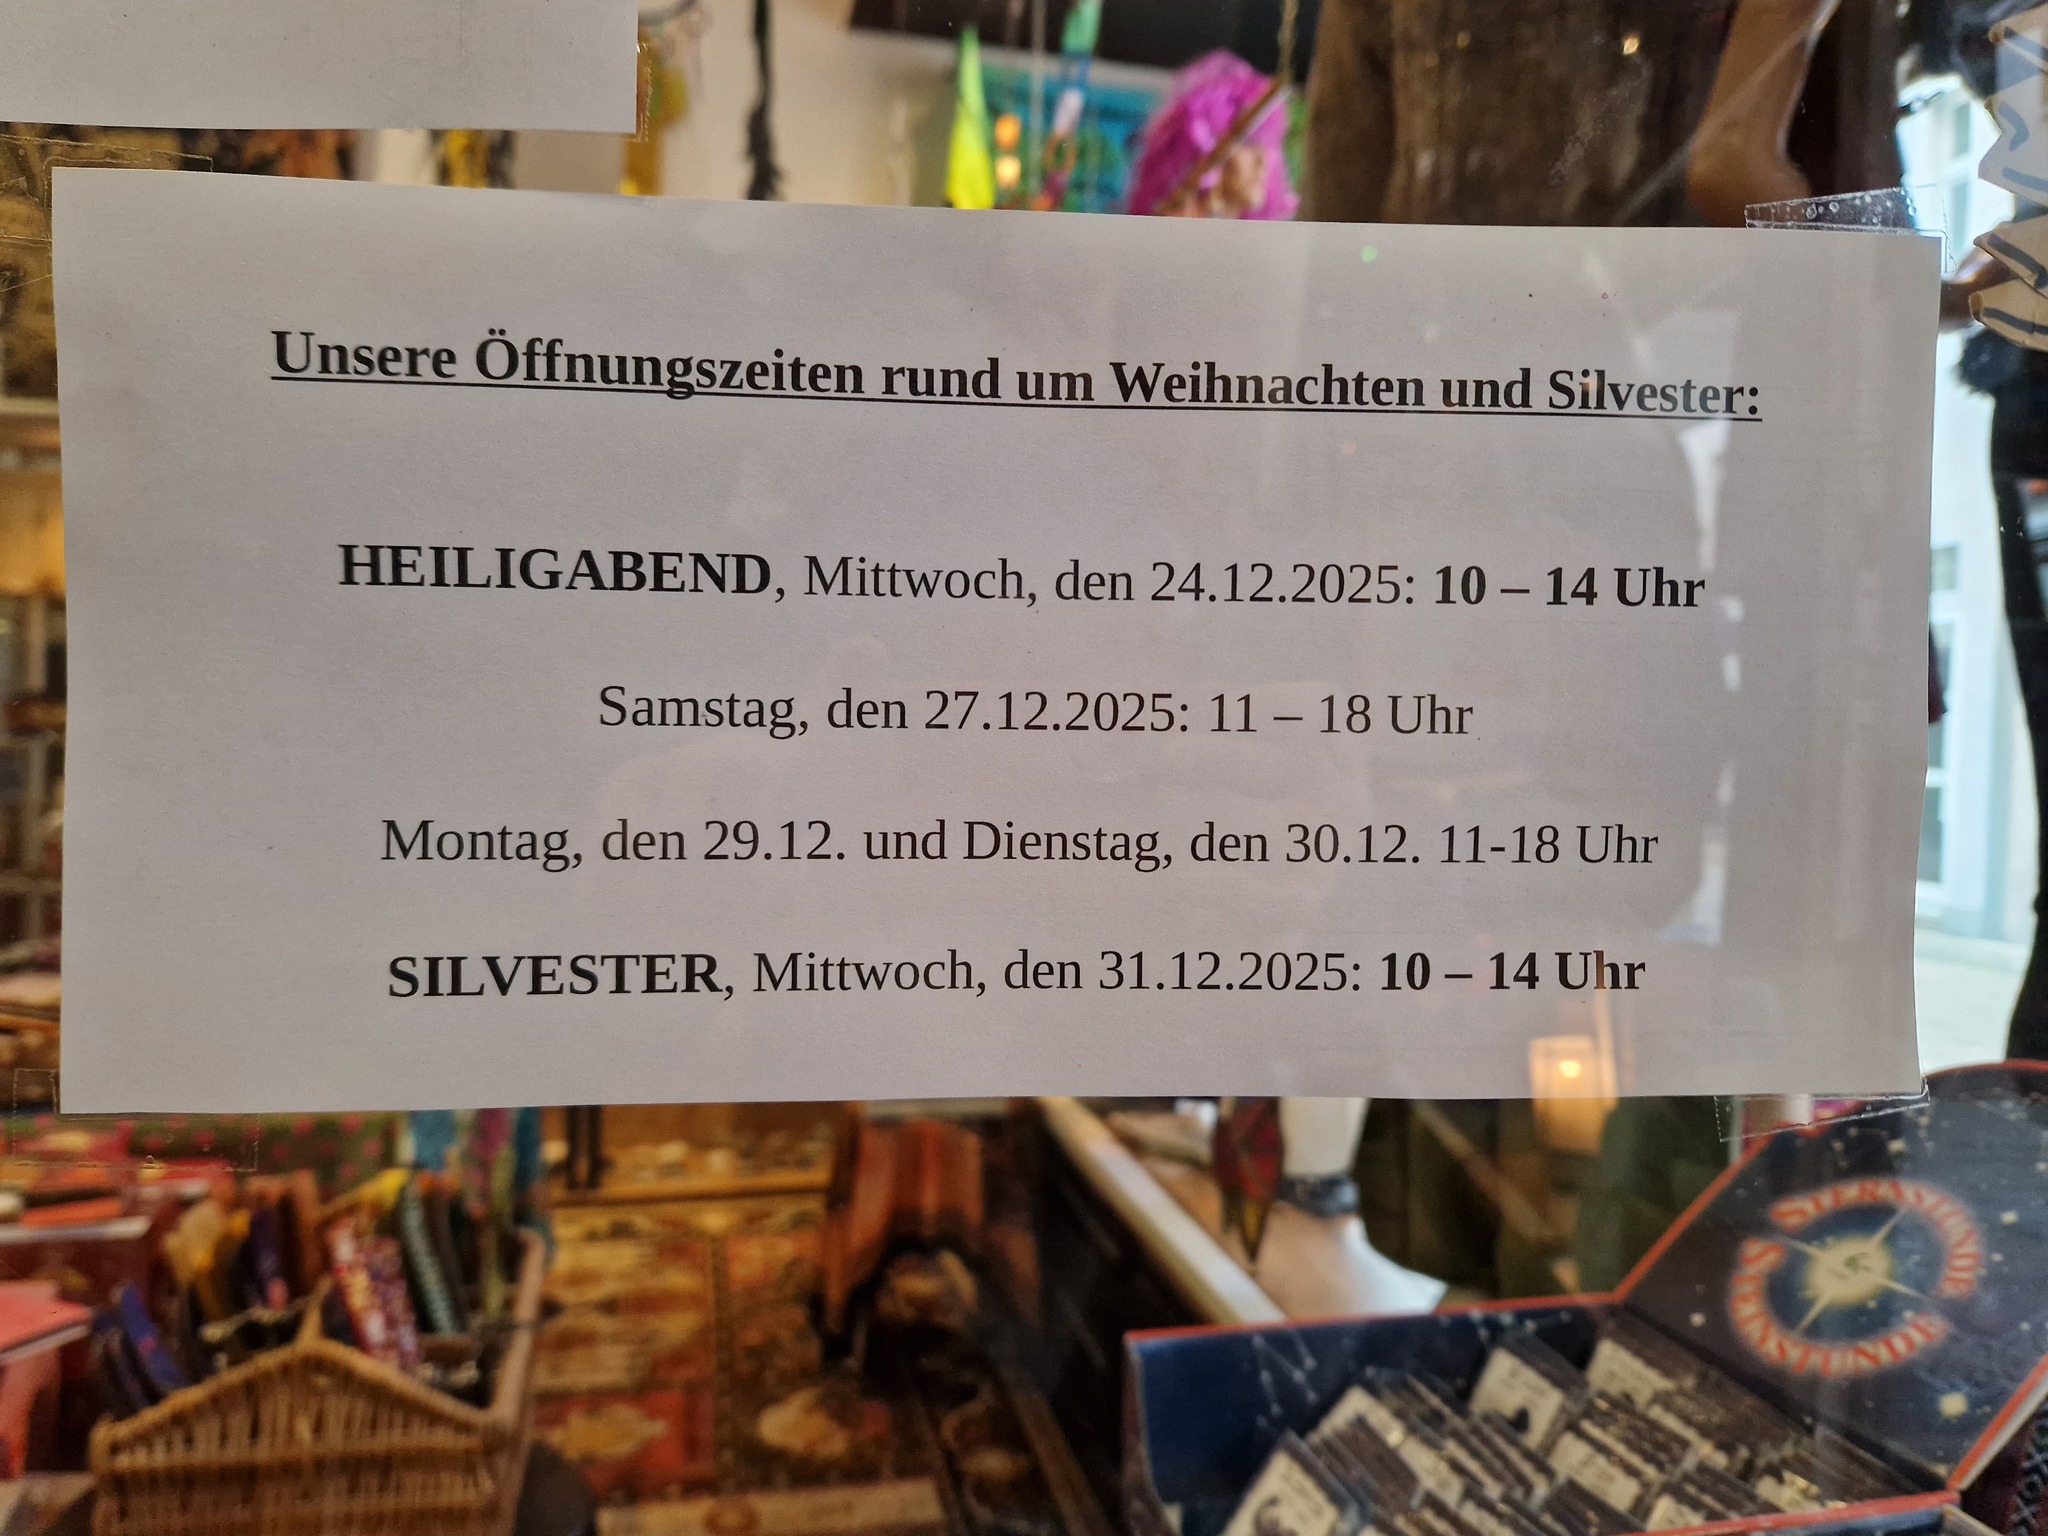 Unsere Öffnungszeiten rund um Weihnachten und Silvester:
HEILIGABEND, Mittwoch, den 24.12.2025: 10 – 14 Uhr
Samstag, den 27.12.2025: 11 – 18 Uhr
Montag, den 29.12. und Dienstag, den 30.12. 11-18 Uhr
SILVESTER, Mittwoch, den 31.12.2025: 10 – 14 Uhr
STERNSTUNDE
STEINSTUNDE